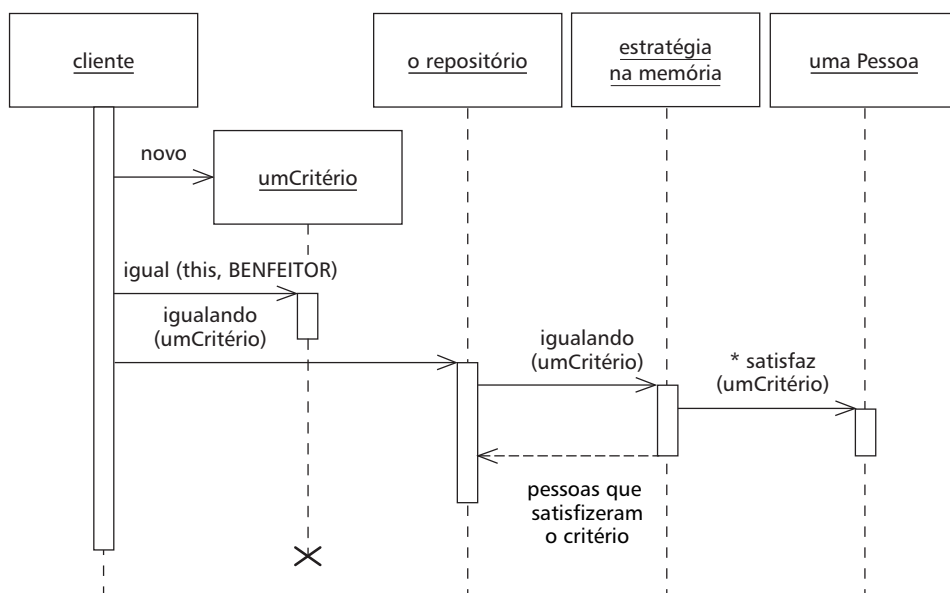 cliente
o repositório
estratégia
na memória
uma Pessoa
novo
umCritério
igual (this, BENFEITOR)
igualando
(umCritério)
igualando
(umCritério)
* satisfaz
(umCritério)
pessoas que
satisfizeram
o critério